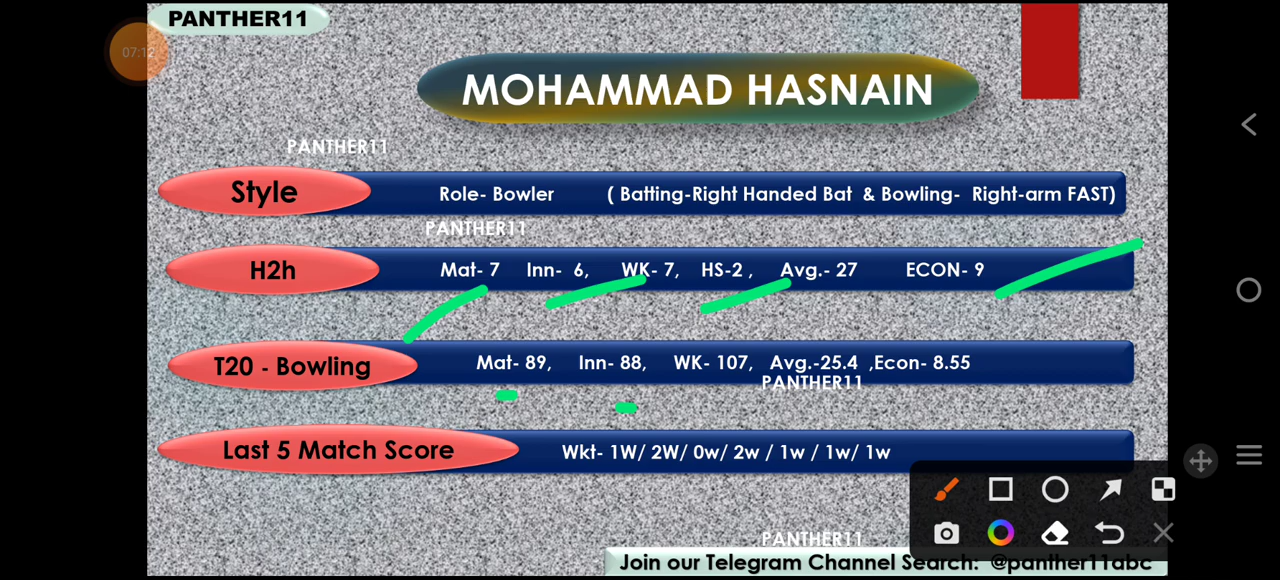 PANTHER11
07:12
MOHAMMAD HASNAIN
PANTHER11
Style Role- Bowler ( Batting-Right Handed Bat & Bowling- Right-arm FAST)
PANTHER11
H2h Mat- 7 Inn- 6, WK- 7, HS-2 , Avg.- 27 ECON- 9
T20 - Bowling Mat- 89, Inn- 88, WK- 107, Avg.-25.4 ,Econ- 8.55
PANTHER11
Last 5 Match Score Wkt- 1W/ 2W/ 0w/ 2w / 1w / 1w/ 1w
PANTHER11
Join our Telegram Channel Search: @panther11abc